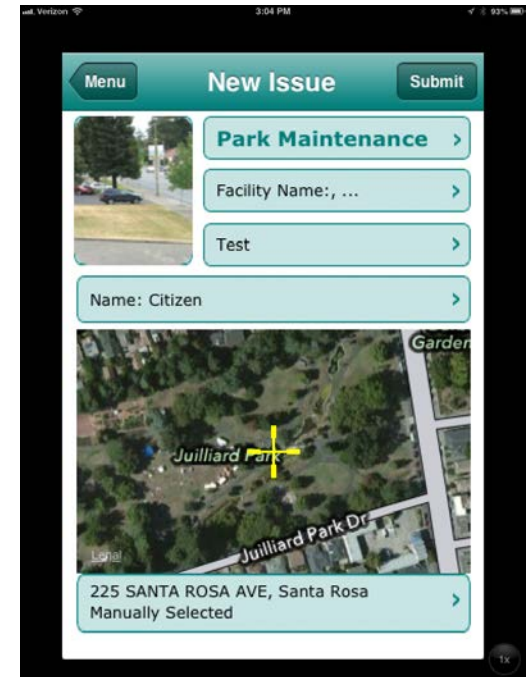 Verizon 3:04 PM 93%
Menu New Issue Submit
Park Maintenance
Facility Name:, ...
Test
Name: Citizen
Garden
Juilliard Park
Juilliard Park Dr
Legal
225 SANTA ROSA AVE, Santa Rosa
Manually Selected
1x